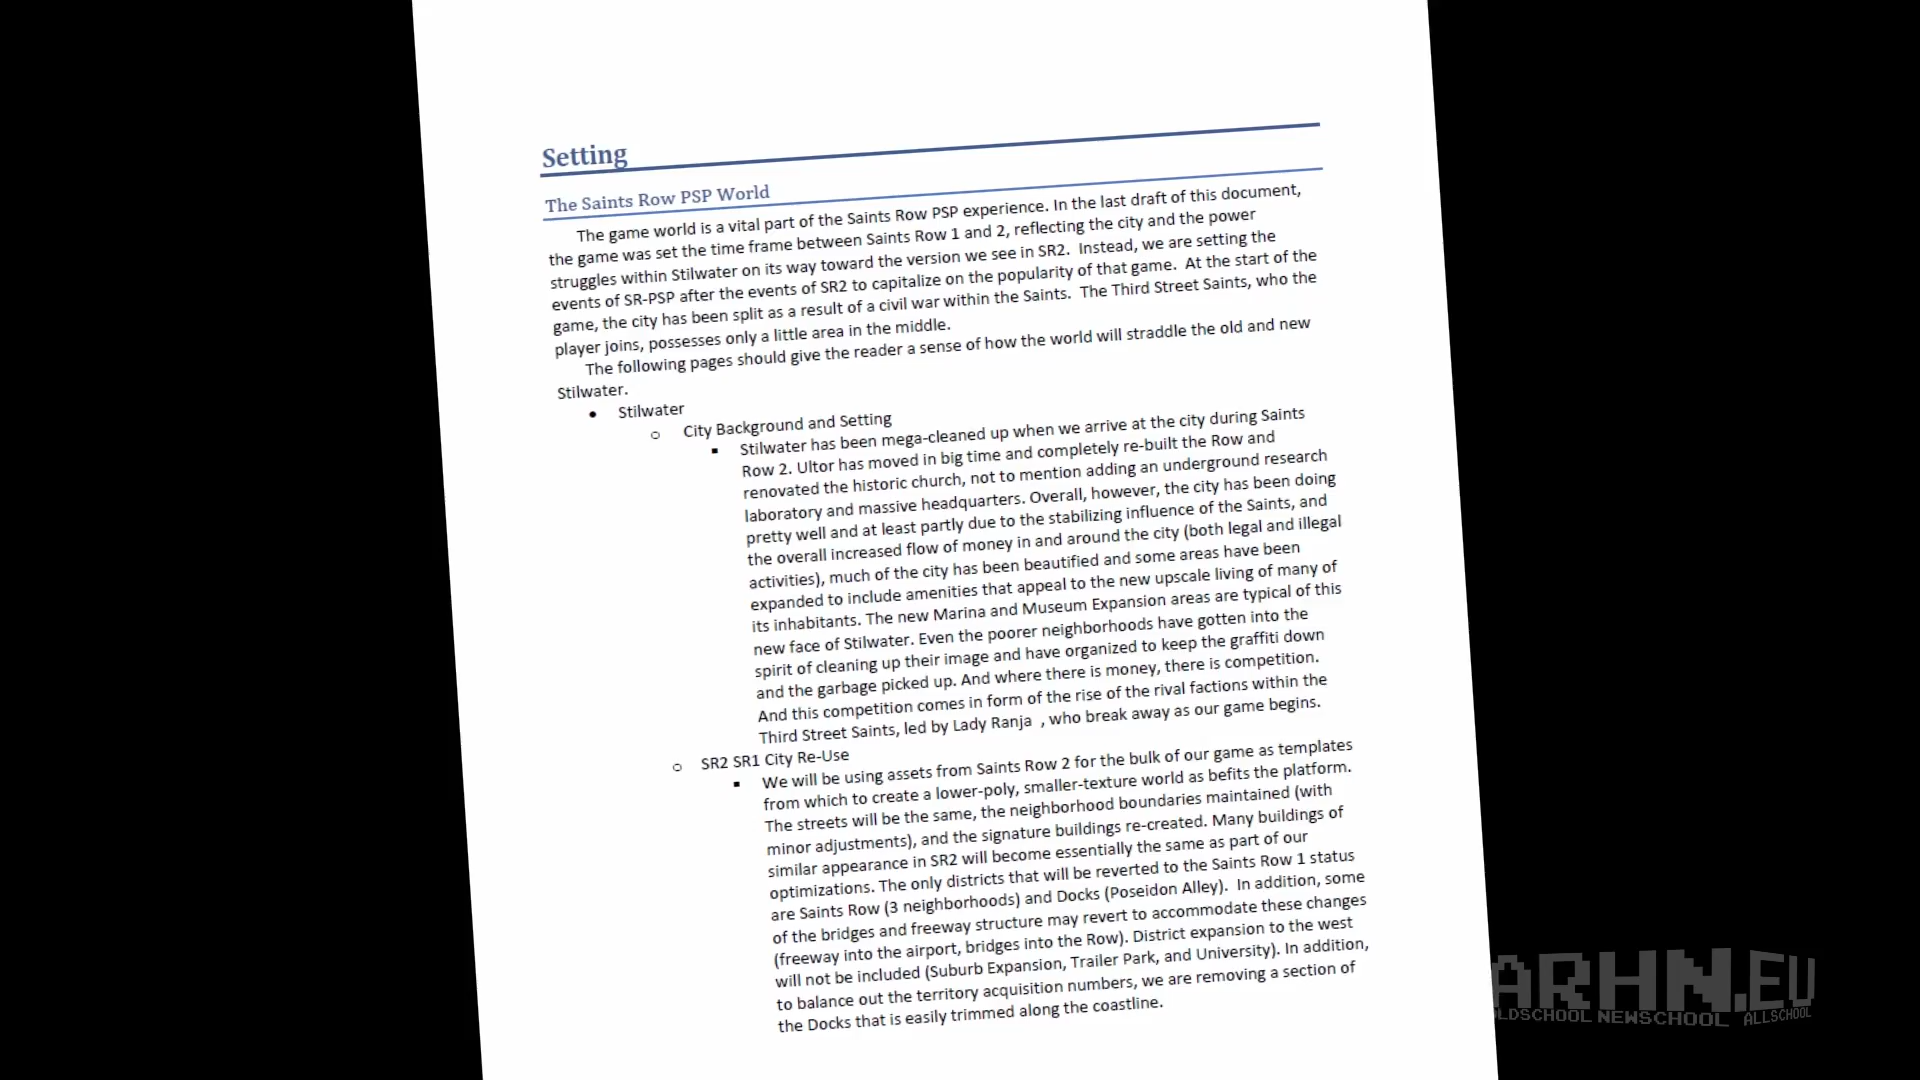 Setting
The Saints Row PSP World
The game world is a vital part of the Saints Row PSP experience. In the last draft of this document,
the game was set the time frame between Saints Row 1 and 2, reflecting the city and the power
struggles within Stilwater on its way toward the version we see in SR2.  Instead, we are setting the
events of SR-PSP after the events of SR2 to capitalize on the popularity of that game.  At the start of the
game, the city has been split as a result of a civil war within the Saints.  The Third Street Saints, who the
player joins, possesses only a little area in the middle.
The following pages should give the reader a sense of how the world will straddle the old and new
Stilwater.
• Stilwater
o City Background and Setting
▪ Stilwater has been mega-cleaned up when we arrive at the city during Saints
Row 2. Ultor has moved in big time and completely re-built the Row and
renovated the historic church, not to mention adding an underground research
laboratory and massive headquarters. Overall, however, the city has been doing
pretty well and at least partly due to the stabilizing influence of the Saints, and
the overall increased flow of money in and around the city (both legal and illegal
activities), much of the city has been beautified and some areas have been
expanded to include amenities that appeal to the new upscale living of many of
its inhabitants. The new Marina and Museum Expansion areas are typical of this
new face of Stilwater. Even the poorer neighborhoods have gotten into the
spirit of cleaning up their image and have organized to keep the graffiti down
and the garbage picked up. And where there is money, there is competition.
And this competition comes in form of the rise of the rival factions within the
Third Street Saints, led by Lady Ranja  , who break away as our game begins.
o SR2 SR1 City Re-Use
▪ We will be using assets from Saints Row 2 for the bulk of our game as templates
from which to create a lower-poly, smaller-texture world as befits the platform.
The streets will be the same, the neighborhood boundaries maintained (with
minor adjustments), and the signature buildings re-created. Many buildings of
similar appearance in SR2 will become essentially the same as part of our
optimizations. The only districts that will be reverted to the Saints Row 1 status
are Saints Row (3 neighborhoods) and Docks (Poseidon Alley).  In addition, some
of the bridges and freeway structure may revert to accommodate these changes
(freeway into the airport, bridges into the Row). District expansion to the west
will not be included (Suburb Expansion, Trailer Park, and University). In addition,
to balance out the territory acquisition numbers, we are removing a section of
the Docks that is easily trimmed along the coastline.
ARHN.EU
OLDSCHOOL NEWSCHOOL ALLSCHOOL